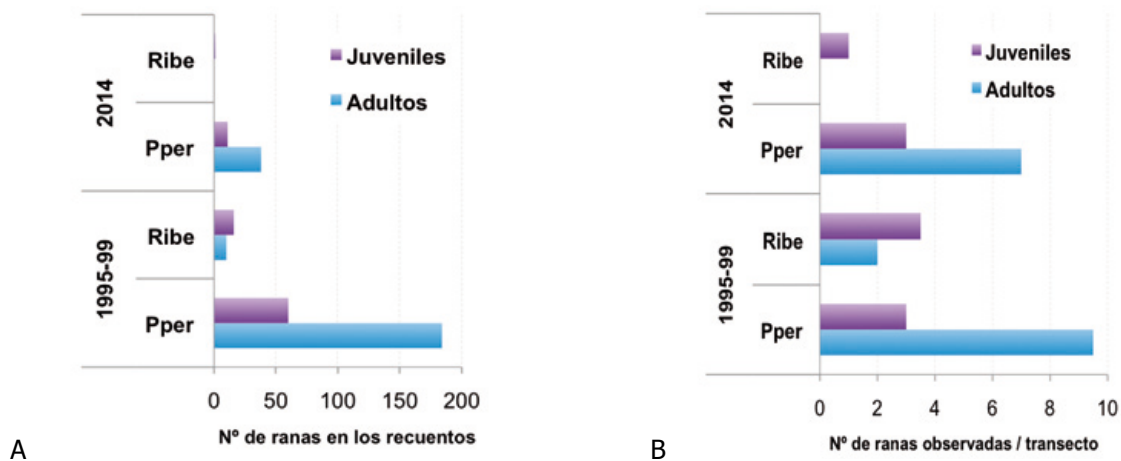 2014
Ribe
Pper
1995-99
Ribe
Pper
Juveniles
Adultos
0 50 100 150 200
Nº de ranas en los recuentos
A
2014
Ribe
Pper
1995-99
Ribe
Pper
Juveniles
Adultos
0 2 4 6 8 10
Nº de ranas observadas / transecto
B